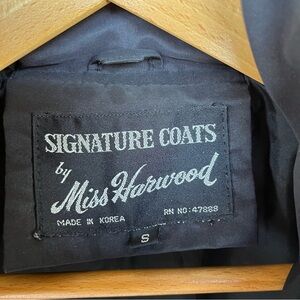 SIGNATURE COATS
by
Miss Harwood
MADE IN KOREA RN NO: 47888
S